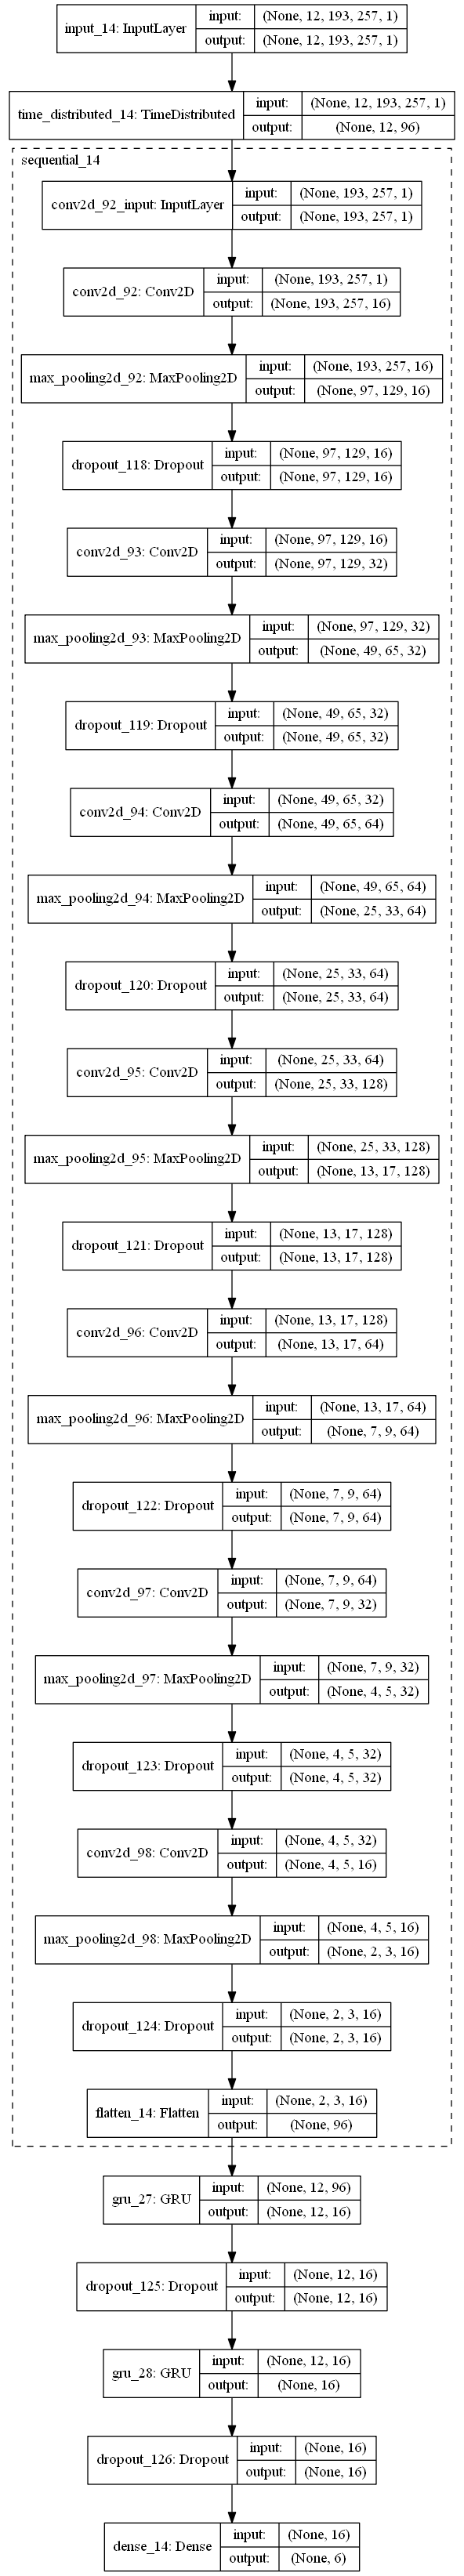 input_14: InputLayer
input:
(None, 12, 193, 257, 1)
output:
(None, 12, 193, 257, 1)
time_distributed_14: TimeDistributed
input:
(None, 12, 193, 257, 1)
output:
(None, 12, 96)
sequential_14
conv2d_92_input: InputLayer
input:
(None, 193, 257, 1)
output:
(None, 193, 257, 1)
conv2d_92: Conv2D
input:
(None, 193, 257, 1)
output:
(None, 193, 257, 16)
max_pooling2d_92: MaxPooling2D
input:
(None, 193, 257, 16)
output:
(None, 97, 129, 16)
dropout_118: Dropout
input:
(None, 97, 129, 16)
output:
(None, 97, 129, 16)
conv2d_93: Conv2D
input:
(None, 97, 129, 16)
output:
(None, 97, 129, 32)
max_pooling2d_93: MaxPooling2D
input:
(None, 97, 129, 32)
output:
(None, 49, 65, 32)
dropout_119: Dropout
input:
(None, 49, 65, 32)
output:
(None, 49, 65, 32)
conv2d_94: Conv2D
input:
(None, 49, 65, 32)
output:
(None, 49, 65, 64)
max_pooling2d_94: MaxPooling2D
input:
(None, 49, 65, 64)
output:
(None, 25, 33, 64)
dropout_120: Dropout
input:
(None, 25, 33, 64)
output:
(None, 25, 33, 64)
conv2d_95: Conv2D
input:
(None, 25, 33, 64)
output:
(None, 25, 33, 128)
max_pooling2d_95: MaxPooling2D
input:
(None, 25, 33, 128)
output:
(None, 13, 17, 128)
dropout_121: Dropout
input:
(None, 13, 17, 128)
output:
(None, 13, 17, 128)
conv2d_96: Conv2D
input:
(None, 13, 17, 128)
output:
(None, 13, 17, 64)
max_pooling2d_96: MaxPooling2D
input:
(None, 13, 17, 64)
output:
(None, 7, 9, 64)
dropout_122: Dropout
input:
(None, 7, 9, 64)
output:
(None, 7, 9, 64)
conv2d_97: Conv2D
input:
(None, 7, 9, 64)
output:
(None, 7, 9, 32)
max_pooling2d_97: MaxPooling2D
input:
(None, 7, 9, 32)
output:
(None, 4, 5, 32)
dropout_123: Dropout
input:
(None, 4, 5, 32)
output:
(None, 4, 5, 32)
conv2d_98: Conv2D
input:
(None, 4, 5, 32)
output:
(None, 4, 5, 16)
max_pooling2d_98: MaxPooling2D
input:
(None, 4, 5, 16)
output:
(None, 2, 3, 16)
dropout_124: Dropout
input:
(None, 2, 3, 16)
output:
(None, 2, 3, 16)
flatten_14: Flatten
input:
(None, 2, 3, 16)
output:
(None, 96)
gru_27: GRU
input:
(None, 12, 96)
output:
(None, 12, 16)
dropout_125: Dropout
input:
(None, 12, 16)
output:
(None, 12, 16)
gru_28: GRU
input:
(None, 12, 16)
output:
(None, 16)
dropout_126: Dropout
input:
(None, 16)
output:
(None, 16)
dense_14: Dense
input:
(None, 16)
output:
(None, 6)